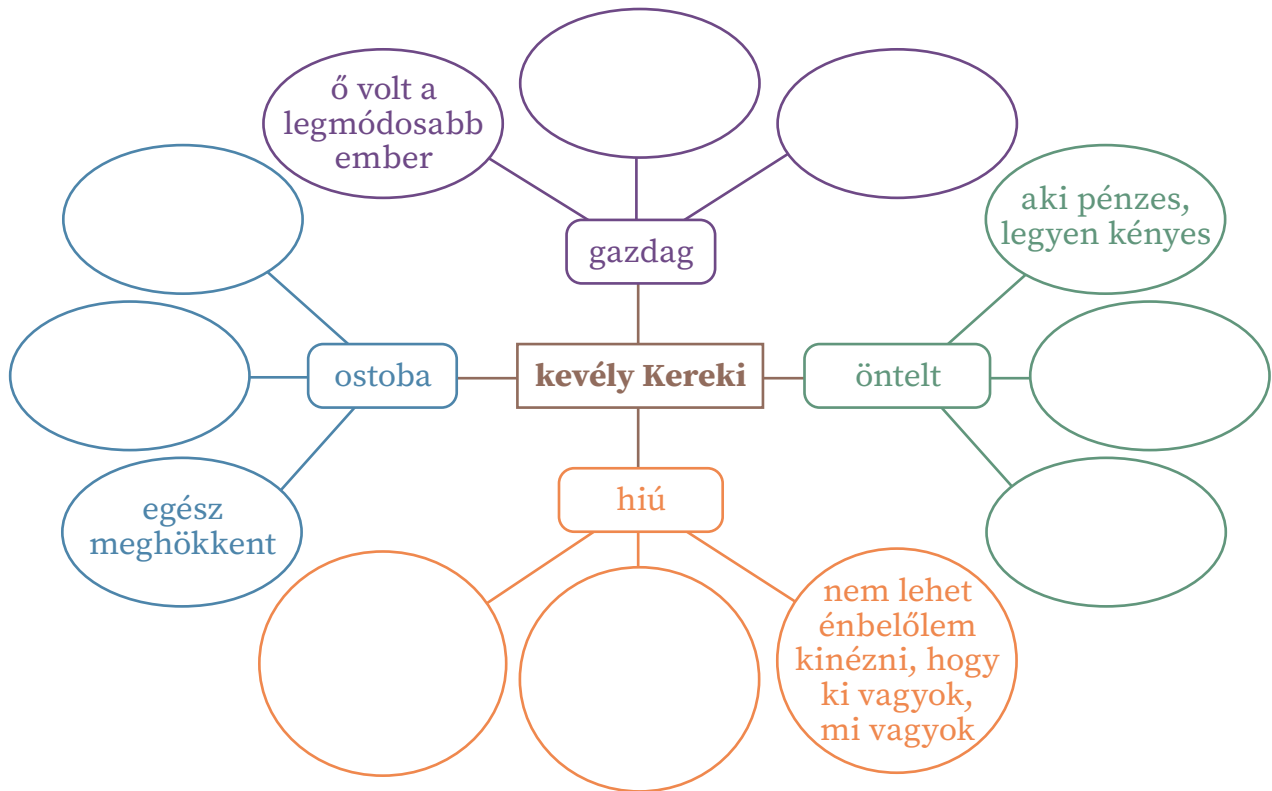 ő volt a
legmódosabb
ember
aki pénzes,
legyen kényes
gazdag
ostoba
kevély Kereki
öntelt
hiú
egész
meghökkent
nem lehet
énbelőlem
kinézni, hogy
ki vagyok,
mi vagyok